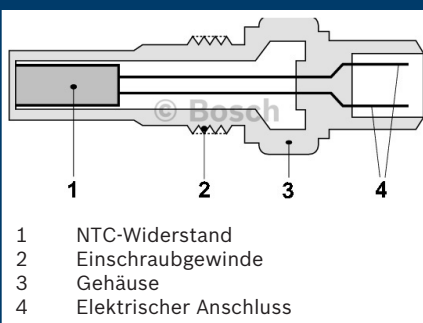 © Bosch
1 2 3 4
1 NTC-Widerstand
2 Einschraubgewinde
3 Gehäuse
4 Elektrischer Anschluss